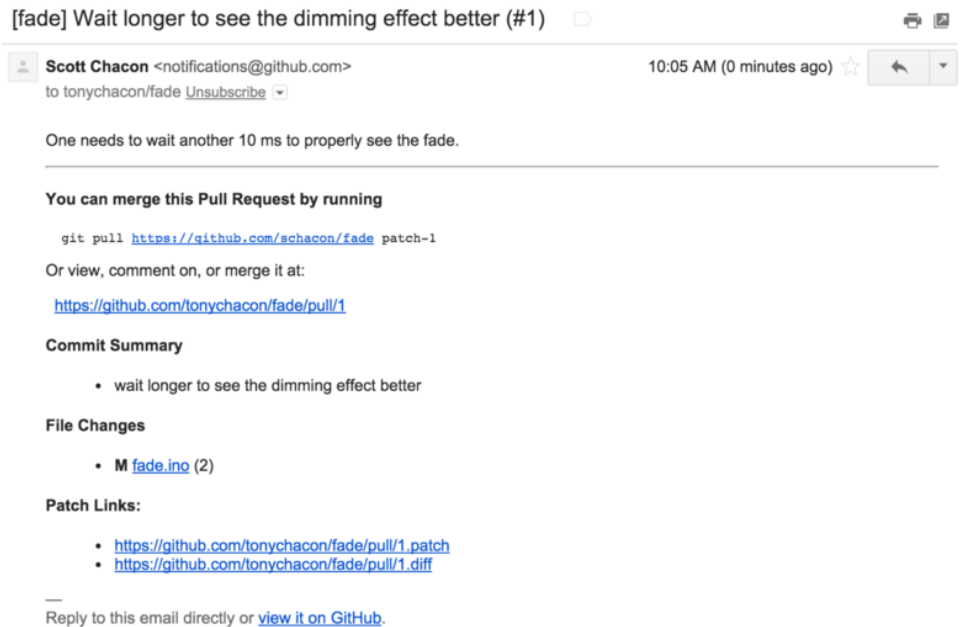 [fade] Wait longer to see the dimming effect better (#1)
Scott Chacon <notifications@github.com>
10:05 AM (0 minutes ago)
to tonychacon/fade Unsubscribe
One needs to wait another 10 ms to properly see the fade.
You can merge this Pull Request by running
git pull https://github.com/schacon/fade patch-1
Or view, comment on, or merge it at:
https://github.com/tonychacon/fade/pull/1
Commit Summary
• wait longer to see the dimming effect better
File Changes
• M fade.ino (2)
Patch Links:
• https://github.com/tonychacon/fade/pull/1.patch
• https://github.com/tonychacon/fade/pull/1.diff
—
Reply to this email directly or view it on GitHub.